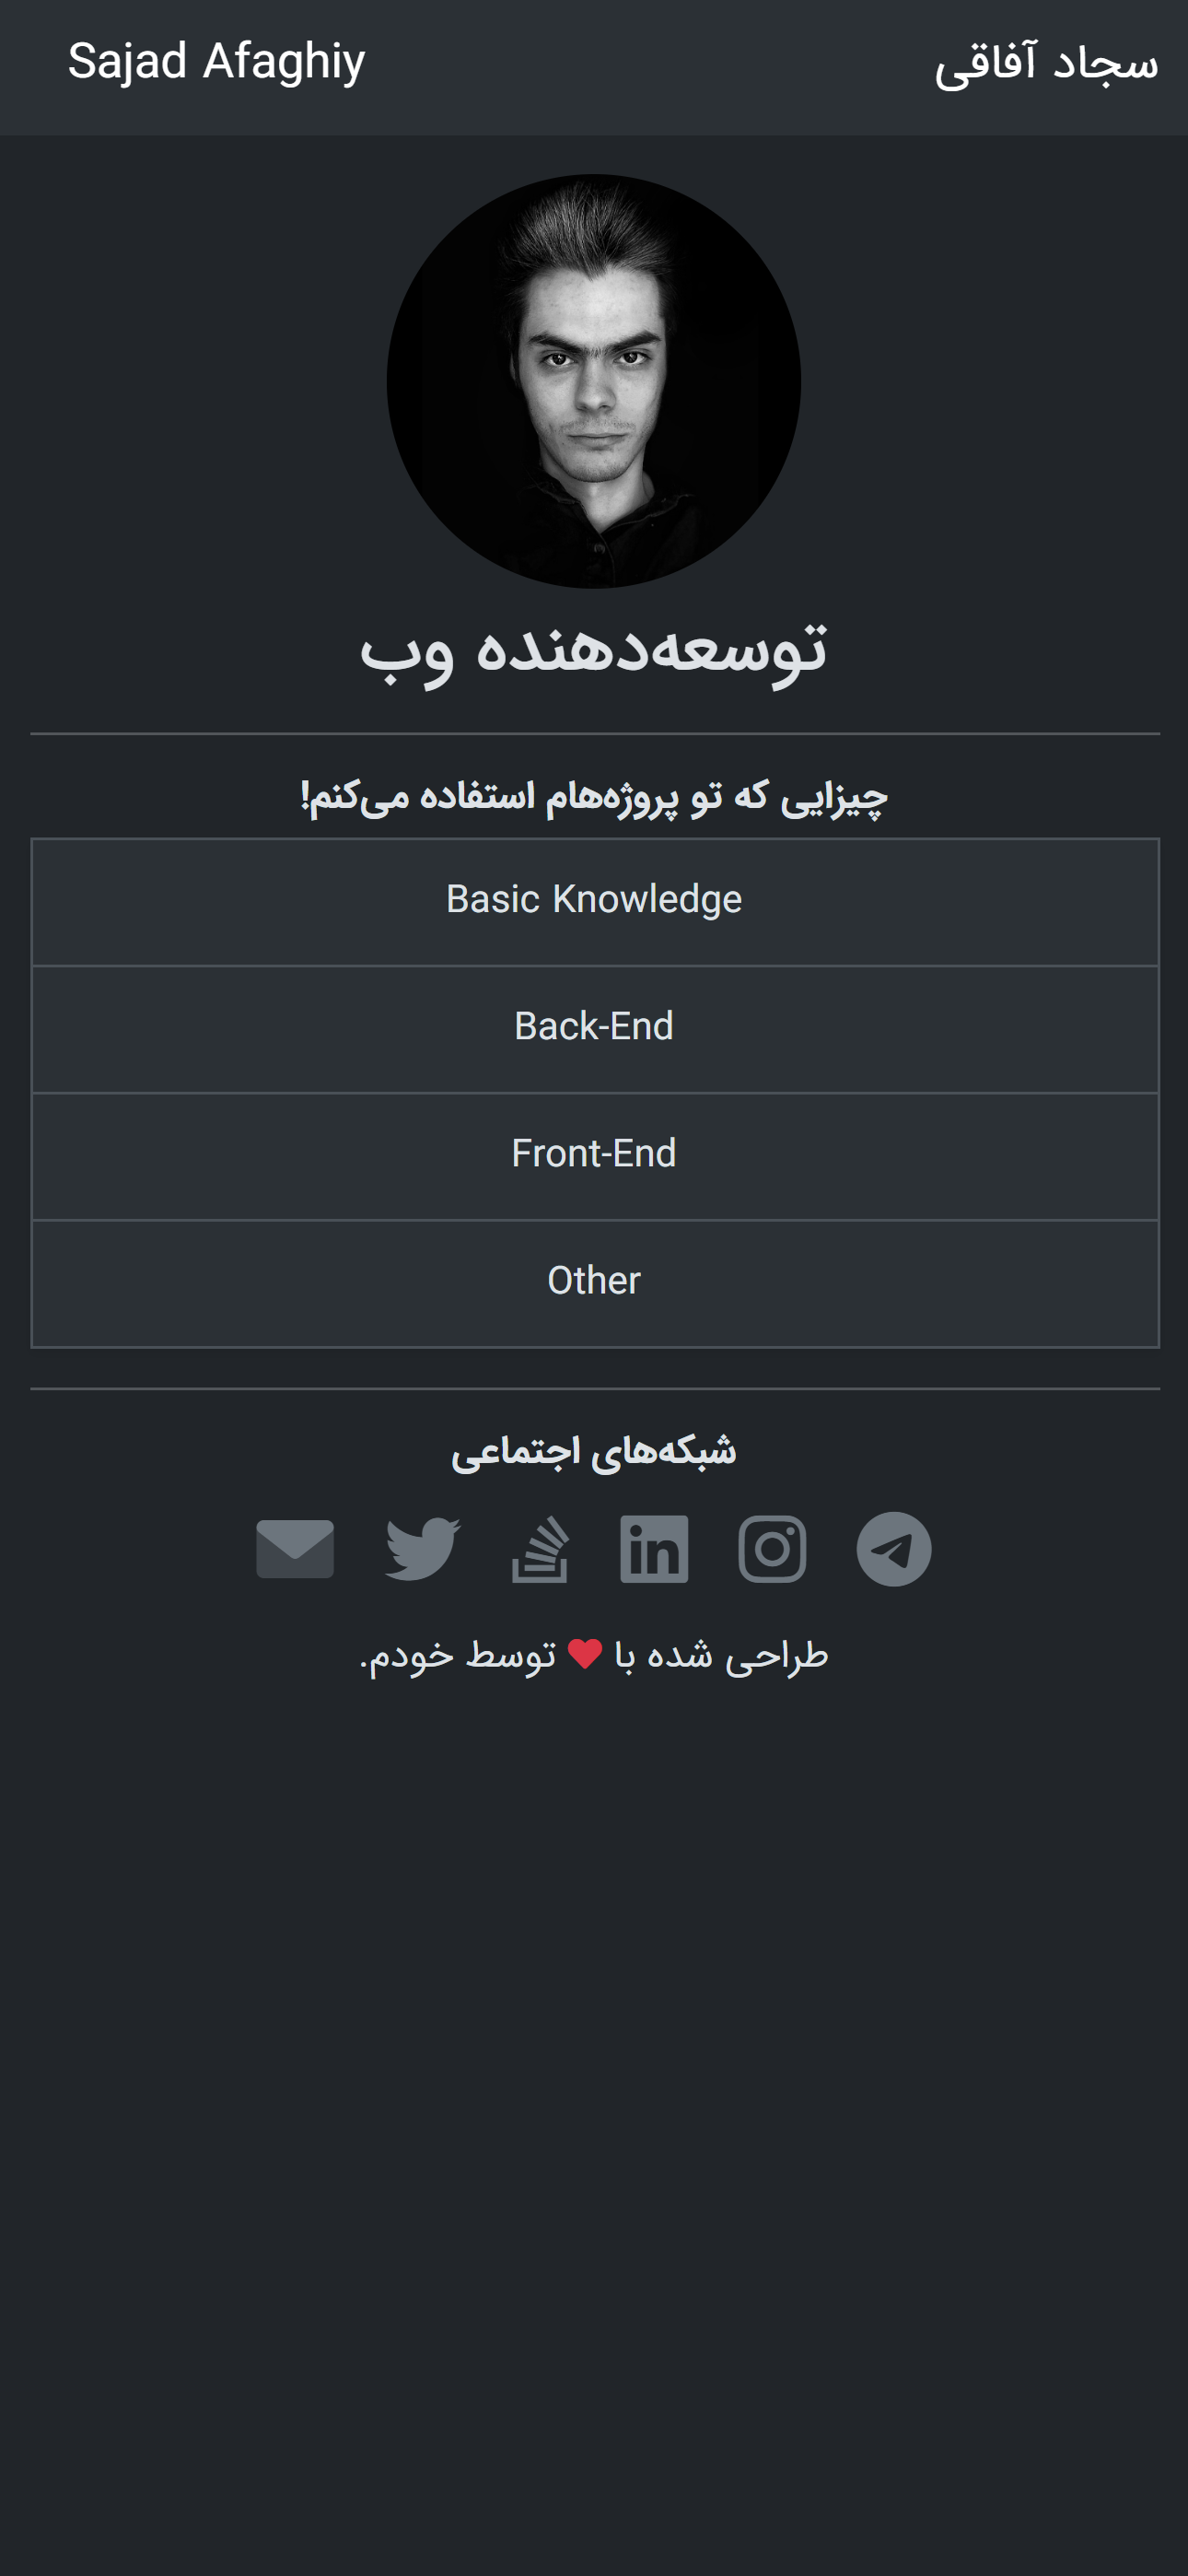 سجاد آفاقی
Sajad Afaghiy
توسعه‌دهنده وب
چیزایی که تو پروژه‌هام استفاده می‌کنم!
Basic Knowledge
Back-End
Front-End
Other
شبکه‌های اجتماعی
طراحی شده با ❤ توسط خودم.